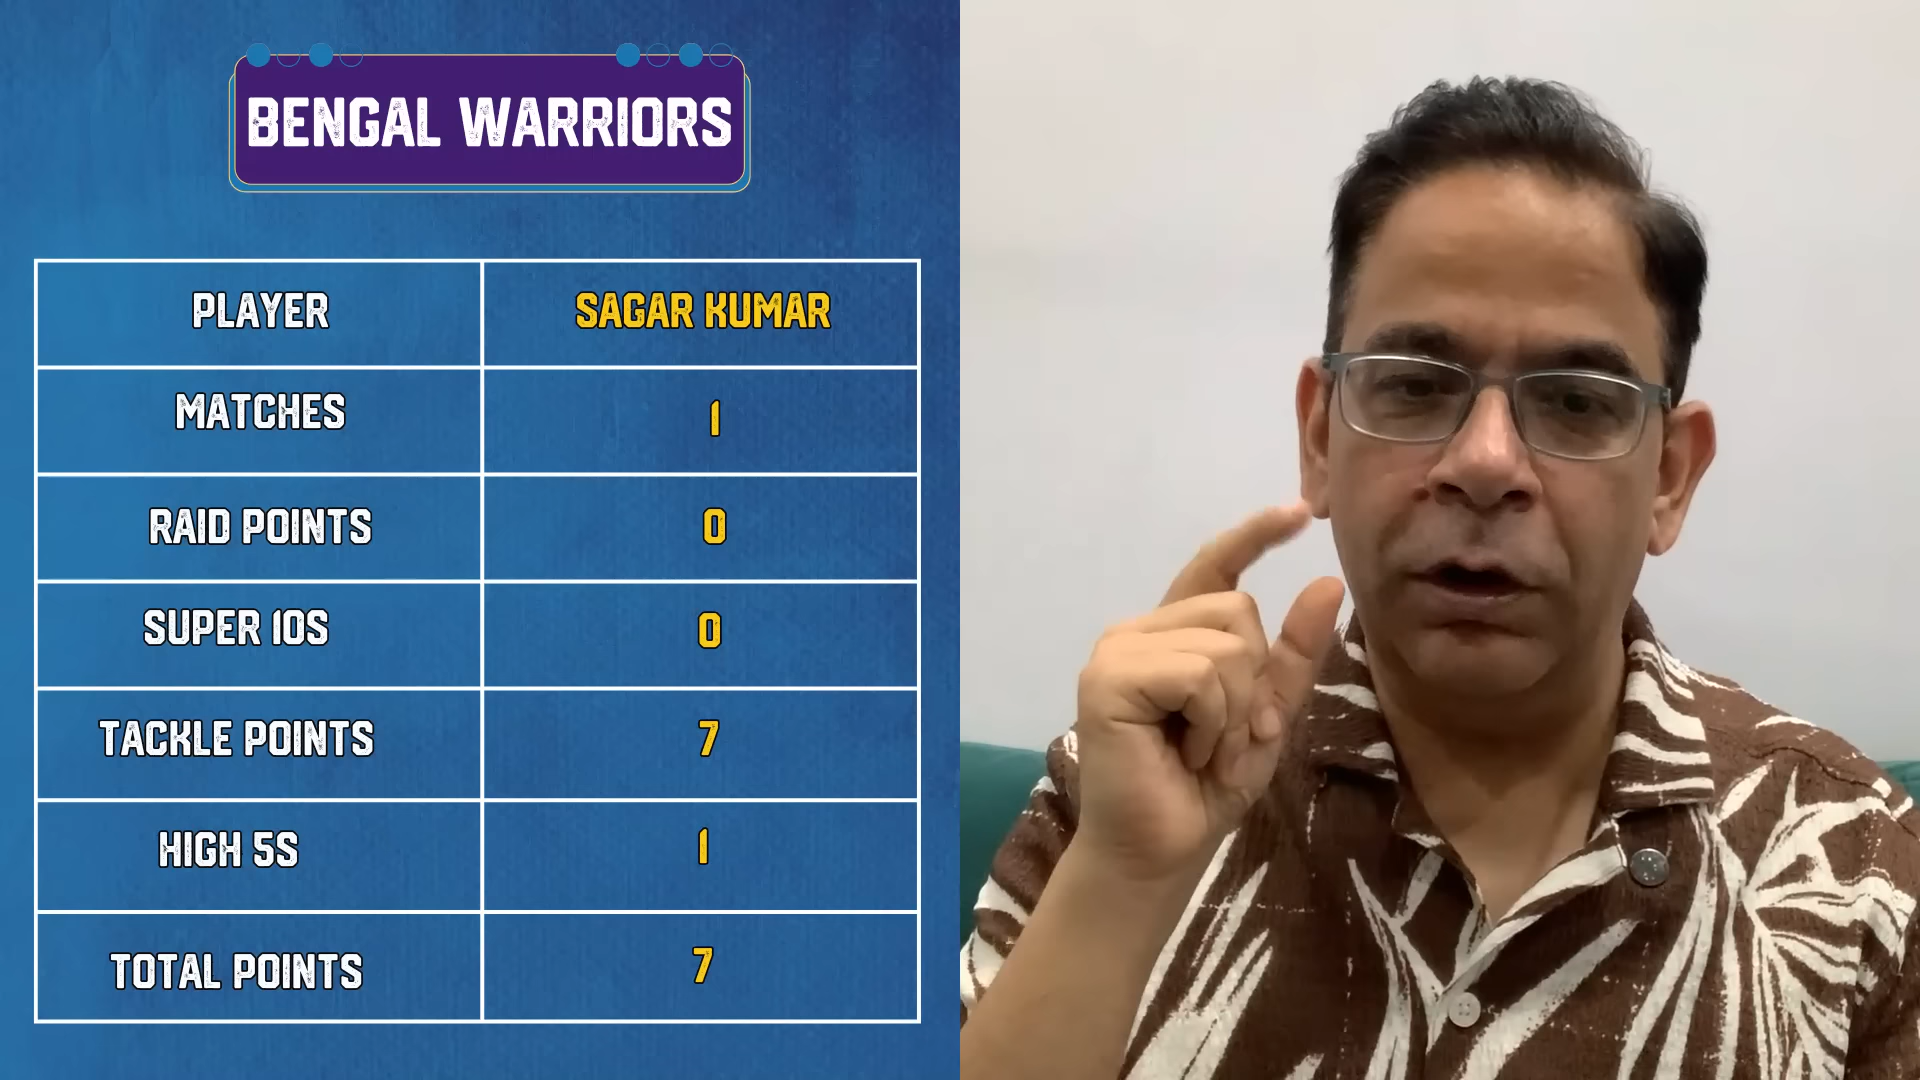 BENGAL WARRIORS
PLAYER SAGAR KUMAR
MATCHES 1
RAID POINTS 0
SUPER 10S 0
TACKLE POINTS 7
HIGH 5S 1
TOTAL POINTS 7